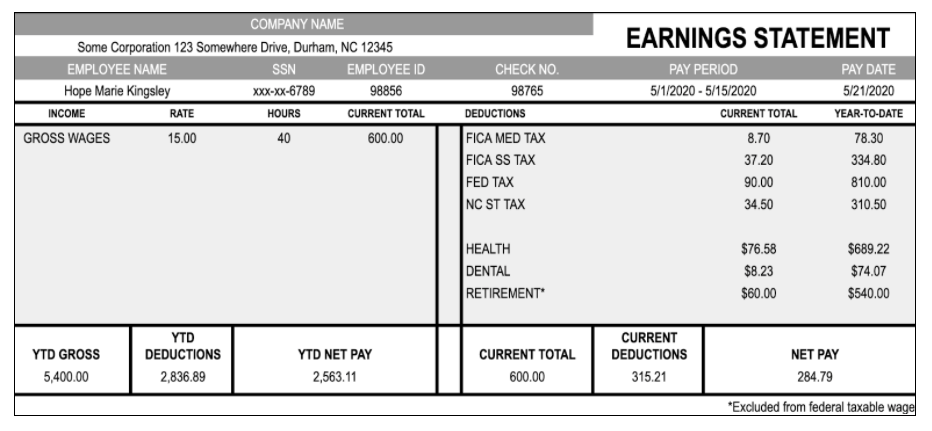 COMPANY NAME
EARNINGS STATEMENT
Some Corporation 123 Somewhere Drive, Durham, NC 12345
EMPLOYEE NAME SSN EMPLOYEE ID CHECK NO. PAY PERIOD PAY DATE
Hope Marie Kingsley xxx-xx-6789 98856 98765 5/1/2020 - 5/15/2020 5/21/2020
INCOME RATE HOURS CURRENT TOTAL DEDUCTIONS CURRENT TOTAL YEAR-TO-DATE
GROSS WAGES 15.00 40 600.00 FICA MED TAX 8.70 78.30
FICA SS TAX 37.20 334.80
FED TAX 90.00 810.00
NC ST TAX 34.50 310.50
HEALTH $76.58 $689.22
DENTAL $8.23 $74.07
RETIREMENT* $60.00 $540.00
YTD GROSS YTD DEDUCTIONS YTD NET PAY CURRENT TOTAL CURRENT DEDUCTIONS NET PAY
5,400.00 2,836.89 2,563.11 600.00 315.21 284.79
*Excluded from federal taxable wage